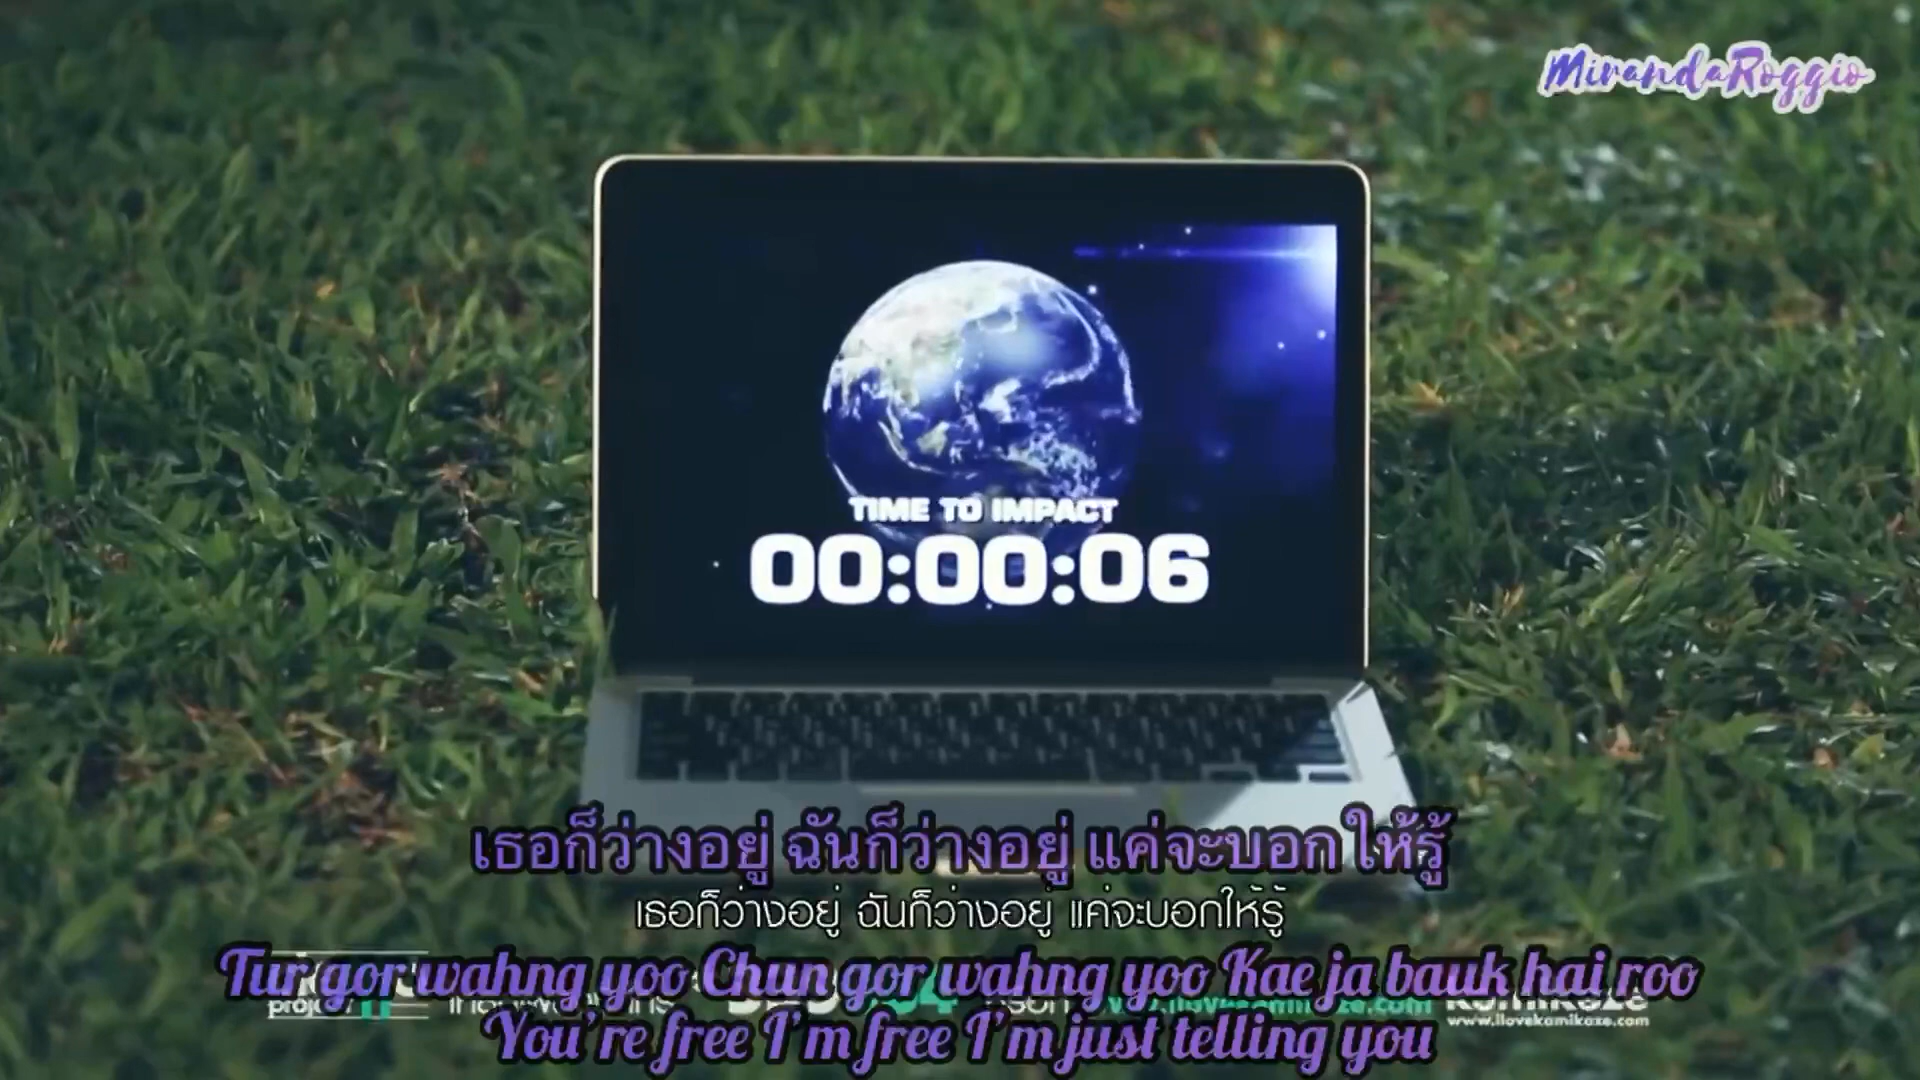 MirandaRoggio
TIME TO IMPACT
00:00:06
เธอก็ว่างอยู่ ฉันก็ว่างอยู่ แค่จะบอกให้รู้
เธอก็ว่างอยู่ ฉันก็ว่างอยู่ แค่จะบอกให้รู้
Tur gor wahng yoo Chun gor wahng yoo Kae ja bauk hai roo
www.ilovekamikaze.com kamikaze
www.ilovekamikaze.com
You're free I'm free I'm just telling you